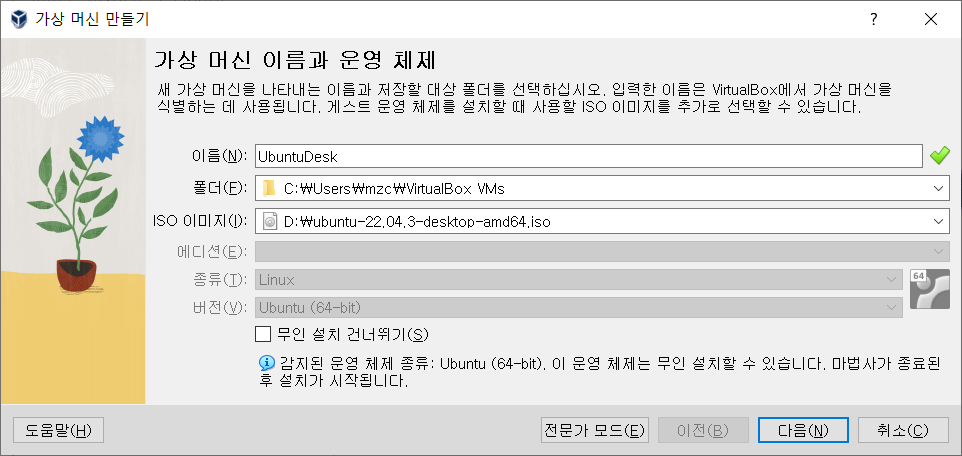 가상 머신 만들기
가상 머신 이름과 운영 체제
새 가상 머신을 나타내는 이름과 저장할 대상 폴더를 선택하십시오. 입력한 이름은 VirtualBox에서 가상 머신을
식별하는 데 사용됩니다. 게스트 운영 체제를 설치할 때 사용할 ISO 이미지를 추가로 선택할 수 있습니다.
이름(N): UbuntuDesk
폴더(F): C:₩Users₩mzc₩VirtualBox VMs
ISO 이미지(I): D:₩ubuntu-22.04.3-desktop-amd64.iso
에디션(E):
종류(T): Linux 64
버전(V): Ubuntu (64-bit)
무인 설치 건너뛰기(S)
감지된 운영 체제 종류: Ubuntu (64-bit). 이 운영 체제는 무인 설치할 수 있습니다. 마법사가 종료된
후 설치가 시작됩니다.
도움말(H) 전문가 모드(E) 이전(B) 다음(N) 취소(C)